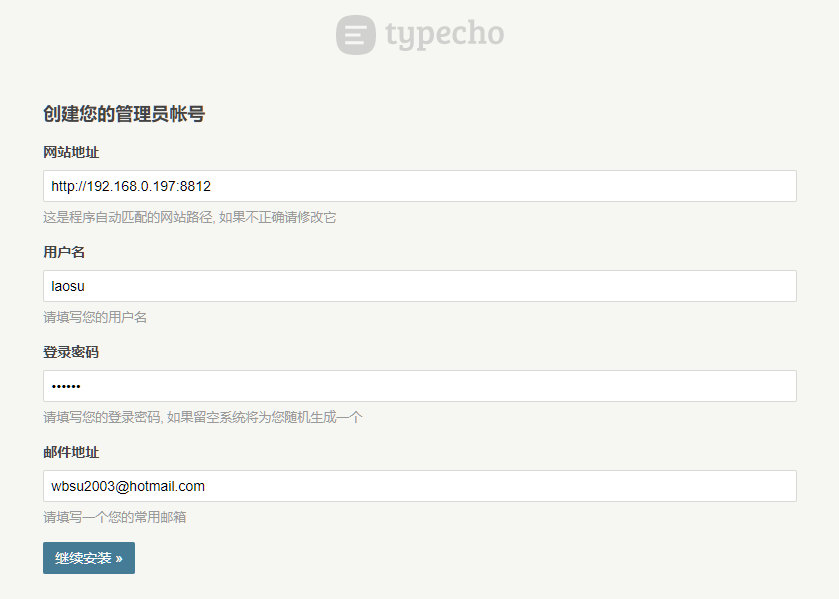 typecho
创建您的管理员帐号
网站地址
http://192.168.0.197:8812
这是程序自动匹配的网站路径, 如果不正确请修改它
用户名
laosu
请填写您的用户名
登录密码
••••••
请填写您的登录密码, 如果留空系统将为您随机生成一个
邮件地址
wbsu2003@hotmail.com
请填写一个您的常用邮箱
继续安装 »